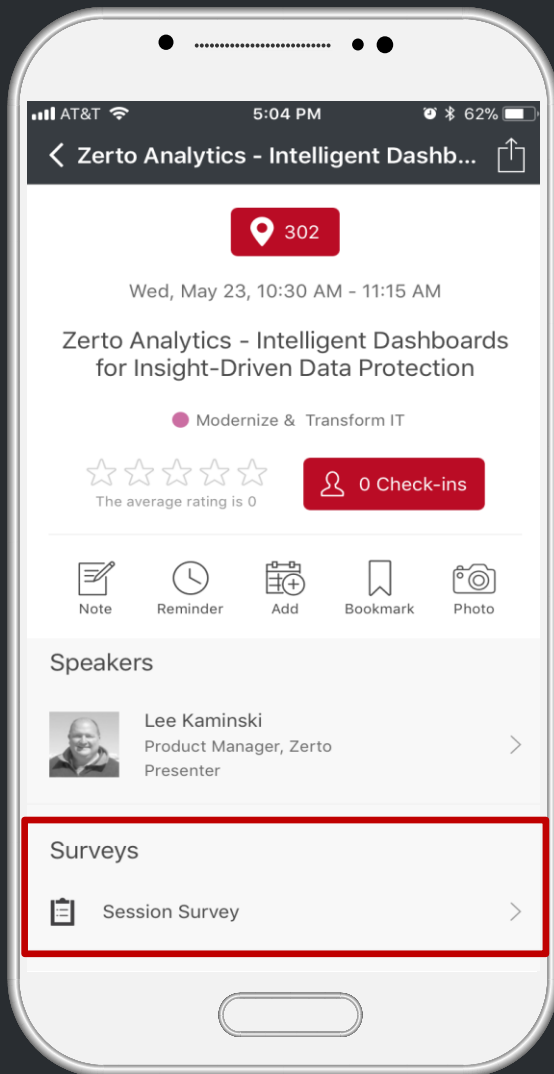 AT&T 5:04 PM 62%
Zerto Analytics - Intelligent Dashb...
302
Wed, May 23, 10:30 AM - 11:15 AM
Zerto Analytics - Intelligent Dashboards
for Insight-Driven Data Protection
Modernize & Transform IT
The average rating is 0
0 Check-ins
Note Reminder Add Bookmark Photo
Speakers
Lee Kaminski
Product Manager, Zerto
Presenter
Surveys
Session Survey